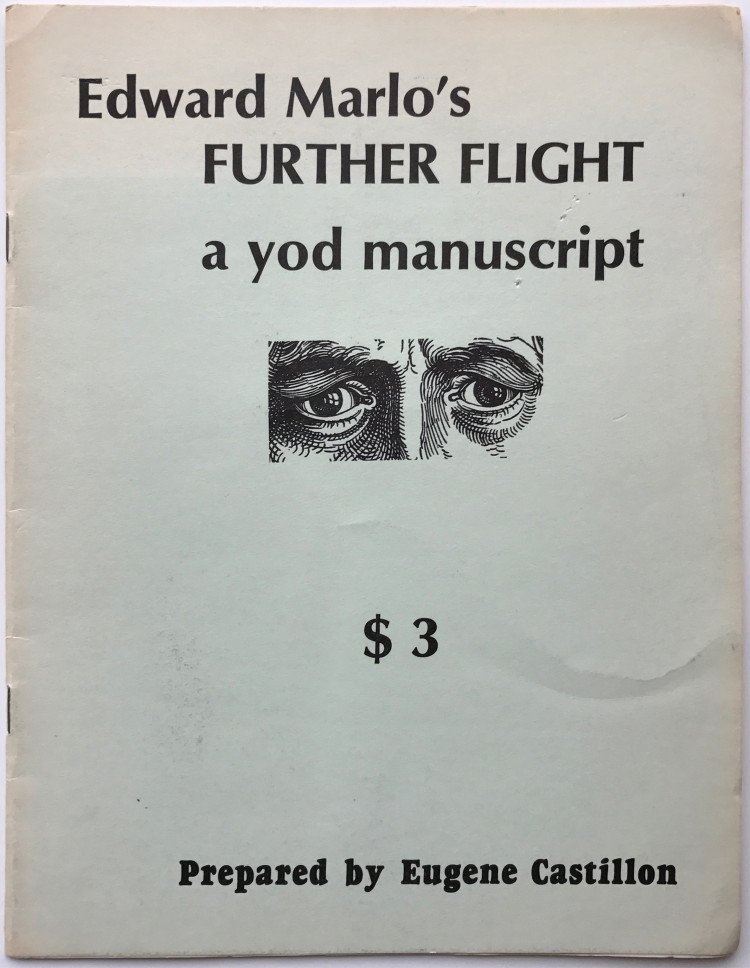 Edward Marlo's
FURTHER FLIGHT
a yod manuscript
$ 3
Prepared by Eugene Castillon